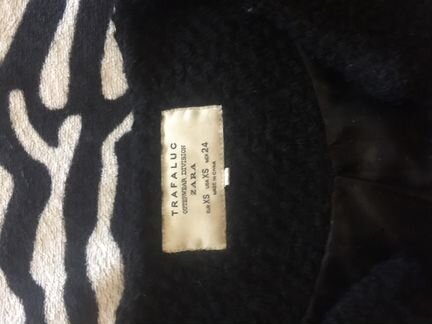 TRAFALUC
OUTERWEAR DIVISION
ZARA
EUR XS USA XS MEX 24
MADE IN CHINA